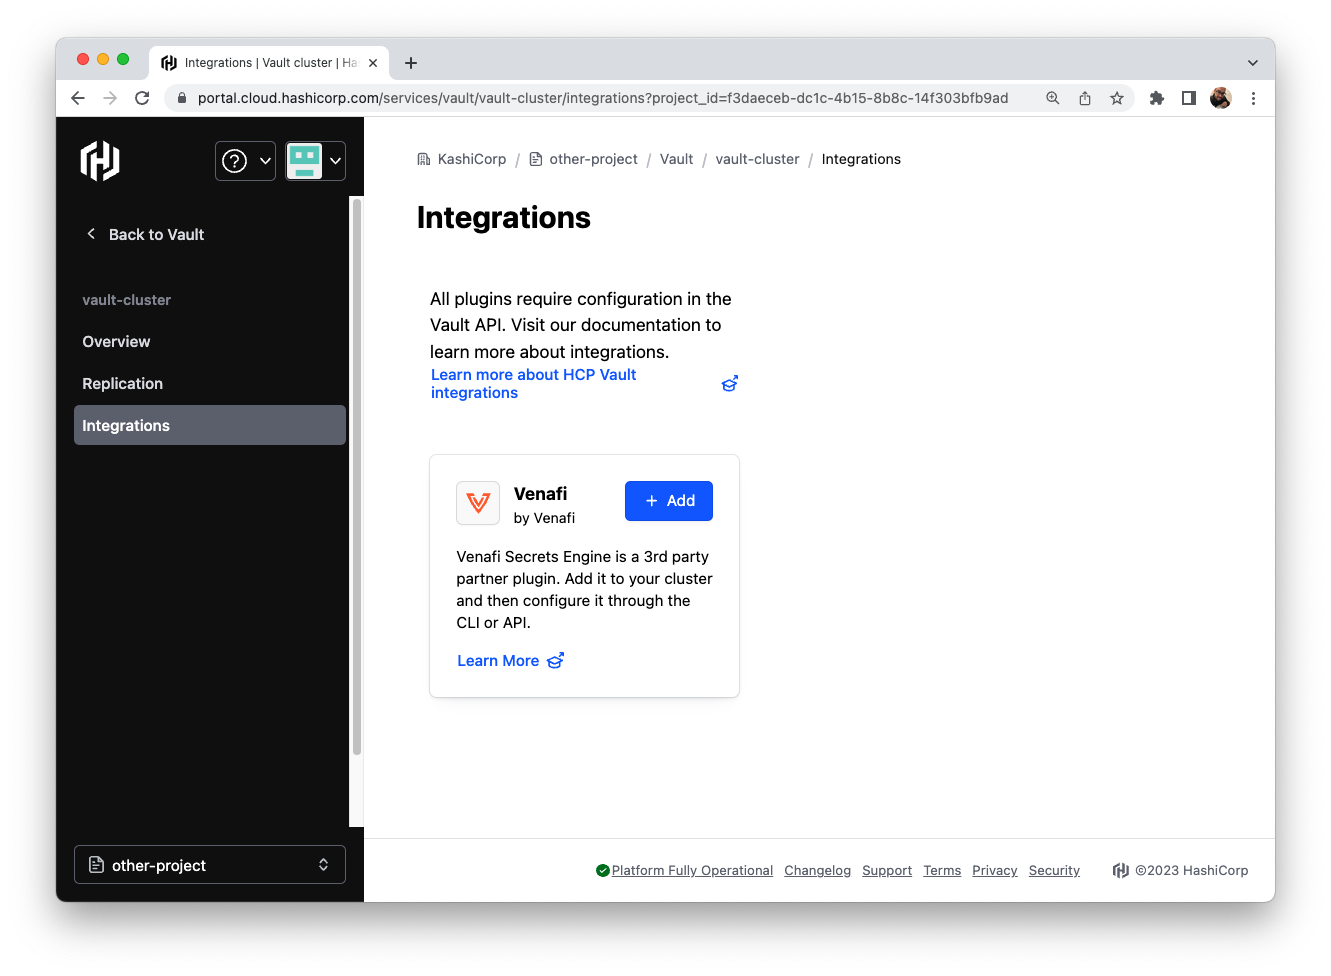 Integrations | Vault cluster | Ha
portal.cloud.hashicorp.com/services/vault/vault-cluster/integrations?project_id=f3daeceb-dc1c-4b15-8b8c-14f303bfb9ad
Back to Vault
vault-cluster
Overview
Replication
Integrations
other-project
KashiCorp / other-project / Vault / vault-cluster / Integrations
Integrations
All plugins require configuration in the
Vault API. Visit our documentation to
learn more about integrations.
Learn more about HCP Vault
integrations
Venafi
by Venafi
+ Add
Venafi Secrets Engine is a 3rd party
partner plugin. Add it to your cluster
and then configure it through the
CLI or API.
Learn More
Platform Fully Operational Changelog Support Terms Privacy Security ©2023 HashiCorp